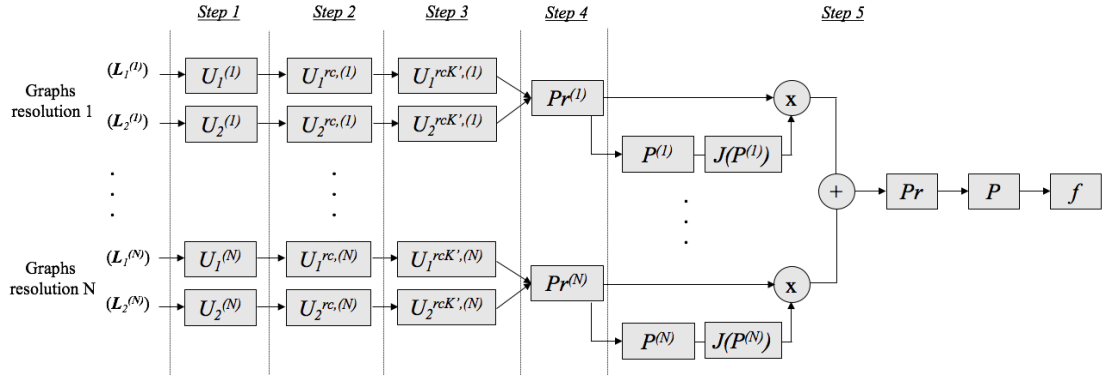 Step 1 Step 2 Step 3 Step 4 Step 5
Graphs
resolution 1
(L₁⁽¹⁾) U₁⁽¹⁾ U₁ʳᶜ,⁽¹⁾ U₁ʳᶜᴷ',⁽¹⁾
(L₂⁽¹⁾) U₂⁽¹⁾ U₂ʳᶜ,⁽¹⁾ U₂ʳᶜᴷ',⁽¹⁾
Pr⁽¹⁾ x
P⁽¹⁾ J(P⁽¹⁾)
+ Pr P f
Graphs
resolution N
(L₁⁽ᴺ⁾) U₁⁽ᴺ⁾ U₁ʳᶜ,⁽ᴺ⁾ U₁ʳᶜᴷ',⁽ᴺ⁾
(L₂⁽ᴺ⁾) U₂⁽ᴺ⁾ U₂ʳᶜ,⁽ᴺ⁾ U₂ʳᶜᴷ',⁽ᴺ⁾
Pr⁽ᴺ⁾ x
P⁽ᴺ⁾ J(P⁽ᴺ⁾)